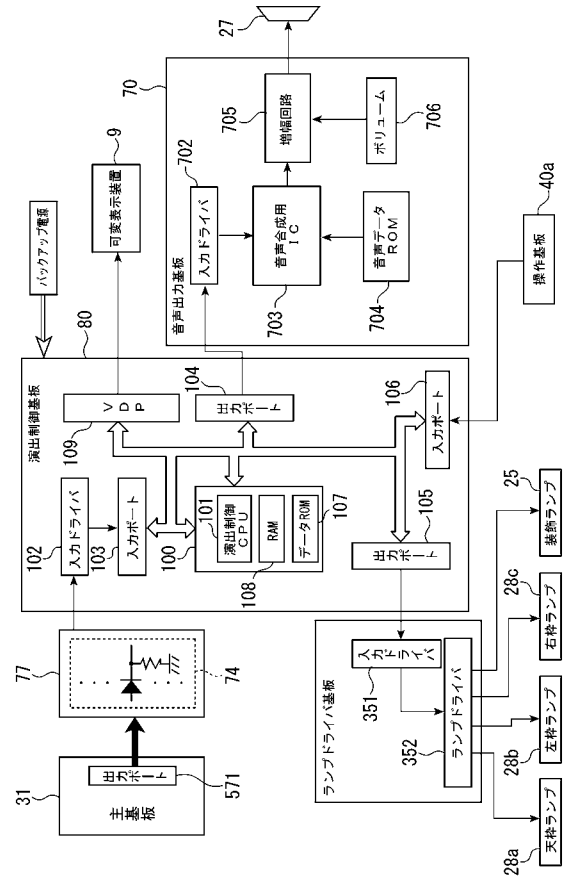 31
主基板
出力ポート
571
77
74
バックアップ電源
80
演出制御基板
102
入力ドライバ
103
入力ポート
100
101
演出制御
CPU
RAM
108
データROM
107
109
VDP
104
出力ポート
105
出力ポート
106
入力ポート
9
可変表示装置
70
音声出力基板
702
入力ドライバ
703
音声合成用
IC
704
音声データ
ROM
705
増幅回路
706
ボリューム
27
40a
操作基板
ランプドライバ基板
351
入力ドライバ
352
ランプドライバ
28a
天枠ランプ
28b
左枠ランプ
28c
右枠ランプ
25
装飾ランプ